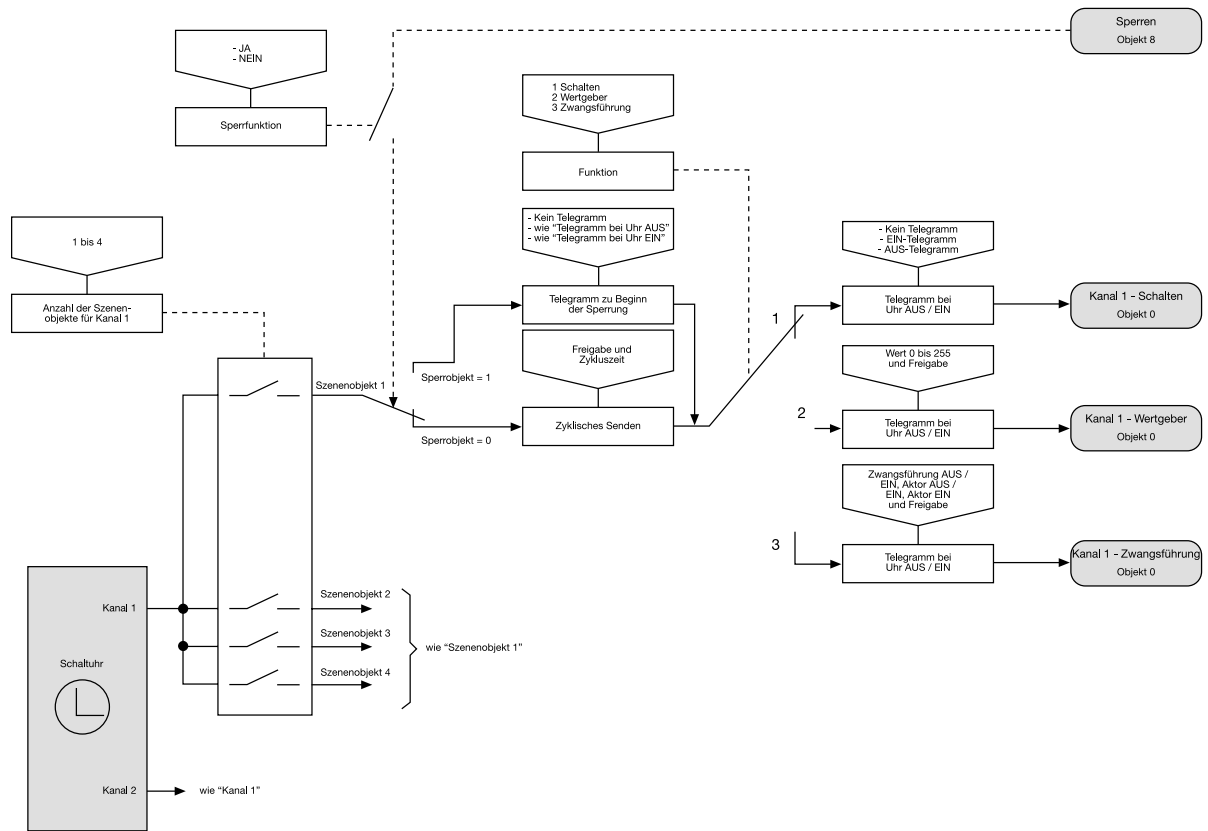 Sperren
Objekt 8
- JA
- NEIN
Sperrfunktion
1 Schalten
2 Wertgeber
3 Zwangsführung
Funktion
1 bis 4
Anzahl der Szenen-
objekte für Kanal 1
- Kein Telegramm
- wie "Telegramm bei Uhr AUS"
- wie "Telegramm bei Uhr EIN"
Telegramm zu Beginn
der Sperrung
Freigabe und
Zykluszeit
Zyklisches Senden
Szenenobjekt 1
Sperrobjekt = 1
Sperrobjekt = 0
- Kein Telegramm
- EIN-Telegramm
- AUS-Telegramm
1
Telegramm bei
Uhr AUS / EIN
Kanal 1 - Schalten
Objekt 0
Wert 0 bis 255
und Freigabe
2
Telegramm bei
Uhr AUS / EIN
Kanal 1 - Wertgeber
Objekt 0
Zwangsführung AUS /
EIN, Aktor AUS /
EIN, Aktor EIN
und Freigabe
3
Telegramm bei
Uhr AUS / EIN
Kanal 1 - Zwangsführung
Objekt 0
Kanal 1
Szenenobjekt 2
Szenenobjekt 3
Szenenobjekt 4
wie "Szenenobjekt 1"
Schaltuhr
Kanal 2
wie "Kanal 1"